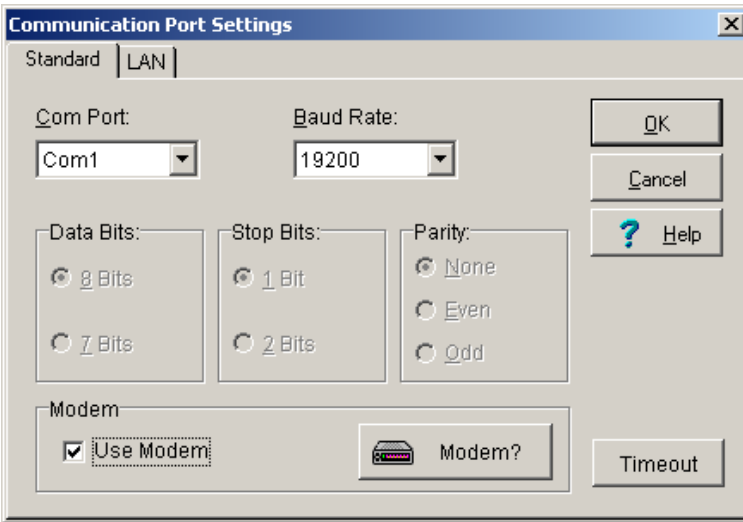 Communication Port Settings
Standard
LAN
Com Port:
Baud Rate:
Com1
19200
OK
Cancel
Help
Data Bits:
8 Bits
7 Bits
Stop Bits:
1 Bit
2 Bits
Parity:
None
Even
Odd
Modem
Use Modem
Modem?
Timeout